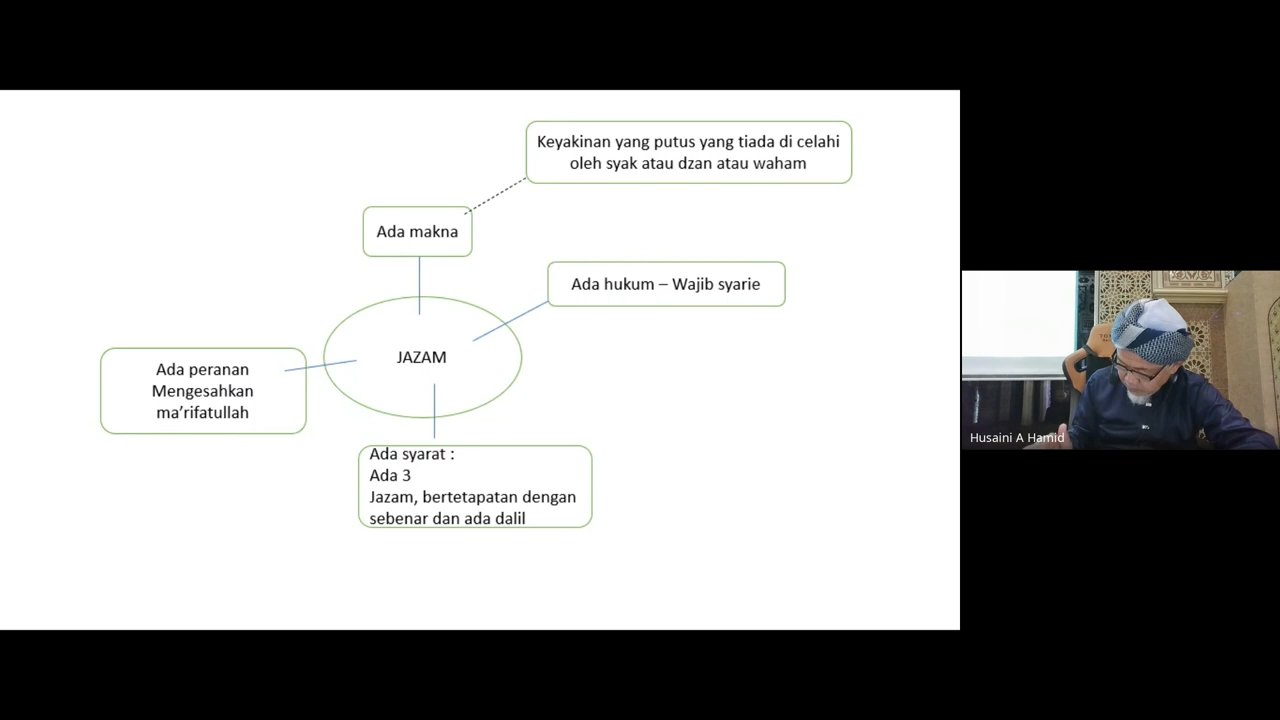 Keyakinan yang putus yang tiada di celahi
oleh syak atau dzan atau waham
Ada makna
Ada hukum – Wajib syarie
JAZAM
Ada peranan
Mengesahkan
ma’rifatullah
Ada syarat :
Ada 3
Jazam, bertetapatan dengan
sebenar dan ada dalil
Husaini A Hamid